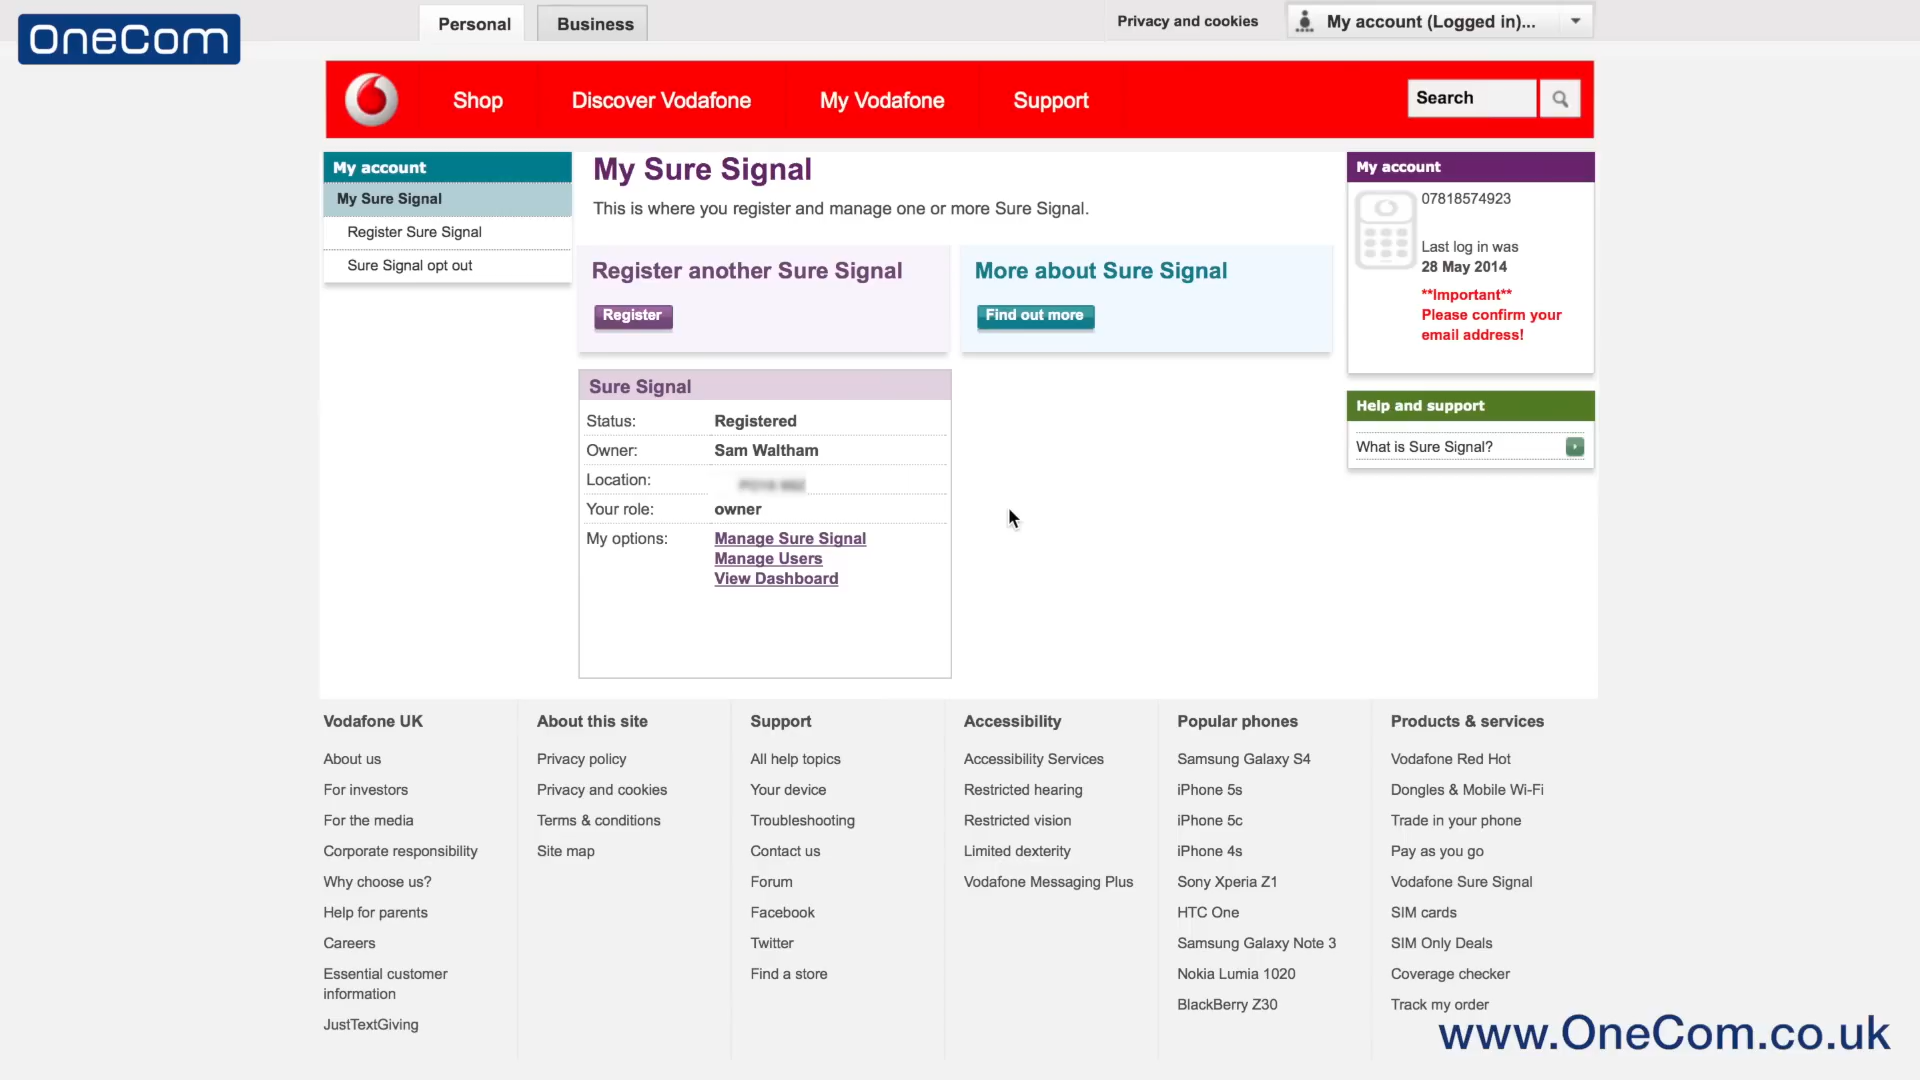 OneCom
Personal
Business
Privacy and cookies
My account (Logged in)...
Shop
Discover Vodafone
My Vodafone
Support
Search
My account
My Sure Signal
Register Sure Signal
Sure Signal opt out
My Sure Signal
This is where you register and manage one or more Sure Signal.
Register another Sure Signal
Register
More about Sure Signal
Find out more
Sure Signal
Status: Registered
Owner: Sam Waltham
Location:
Your role: owner
My options: Manage Sure Signal
Manage Users
View Dashboard
My account
07818574923
Last log in was
28 May 2014
**Important**
Please confirm your
email address!
Help and support
What is Sure Signal?
Vodafone UK
About us
For investors
For the media
Corporate responsibility
Why choose us?
Help for parents
Careers
Essential customer
information
JustTextGiving
About this site
Privacy policy
Privacy and cookies
Terms & conditions
Site map
Support
All help topics
Your device
Troubleshooting
Contact us
Forum
Facebook
Twitter
Find a store
Accessibility
Accessibility Services
Restricted hearing
Restricted vision
Limited dexterity
Vodafone Messaging Plus
Popular phones
Samsung Galaxy S4
iPhone 5s
iPhone 5c
iPhone 4s
Sony Xperia Z1
HTC One
Samsung Galaxy Note 3
Nokia Lumia 1020
BlackBerry Z30
Products & services
Vodafone Red Hot
Dongles & Mobile Wi-Fi
Trade in your phone
Pay as you go
Vodafone Sure Signal
SIM cards
SIM Only Deals
Coverage checker
Track my order
www.OneCom.co.uk